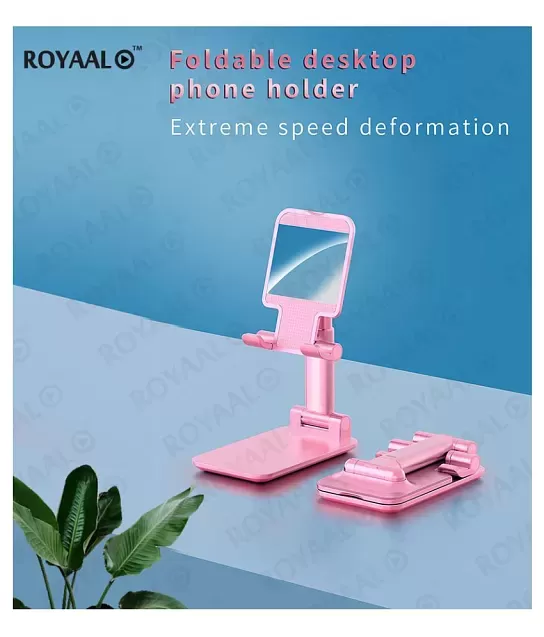 ROYAAL™
Foldable desktop
phone holder
Extreme speed deformation